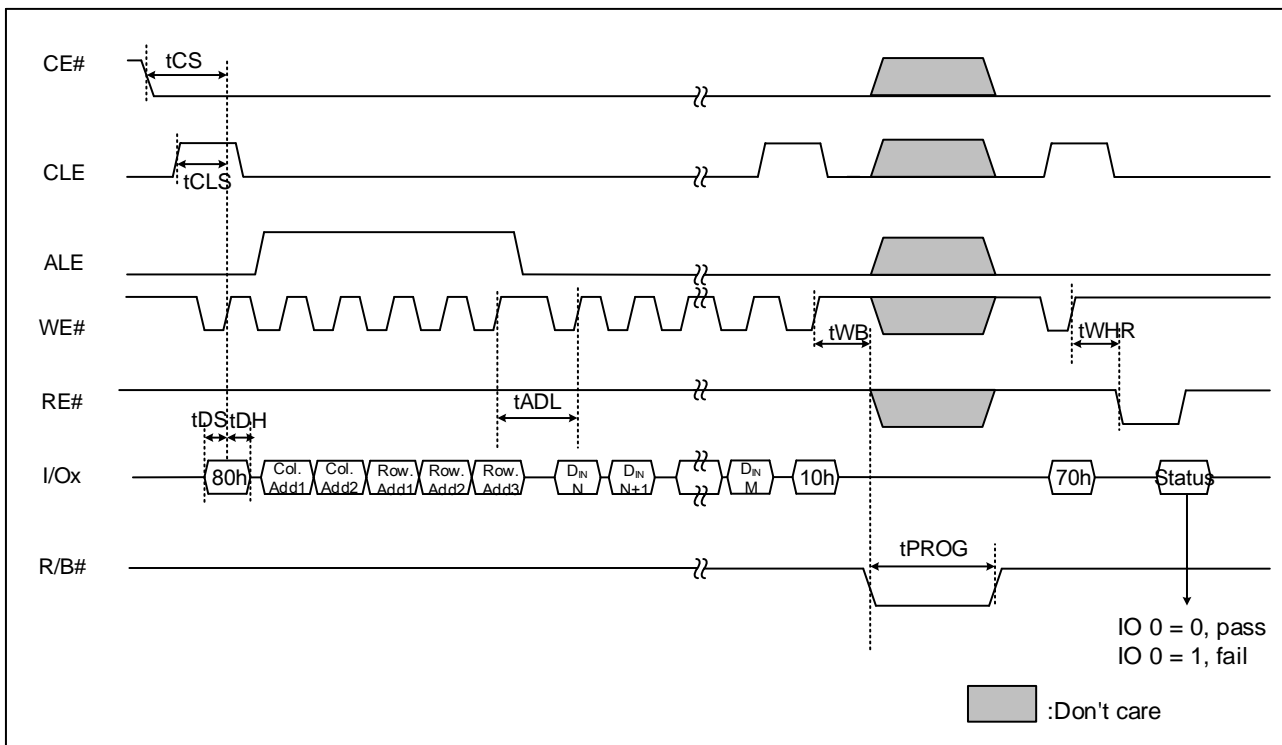 CE#
tCS
CLE
tCLS
ALE
WE#
tWB
tWHR
RE#
tDS
tDH
tADL
I/Ox
80h
Col.
Add1
Col.
Add2
Row.
Add1
Row.
Add2
Row.
Add3
DIN
N
DIN
N+1
DIN
M
10h
70h
Status
R/B#
tPROG
IO 0 = 0, pass
IO 0 = 1, fail
:Don't care